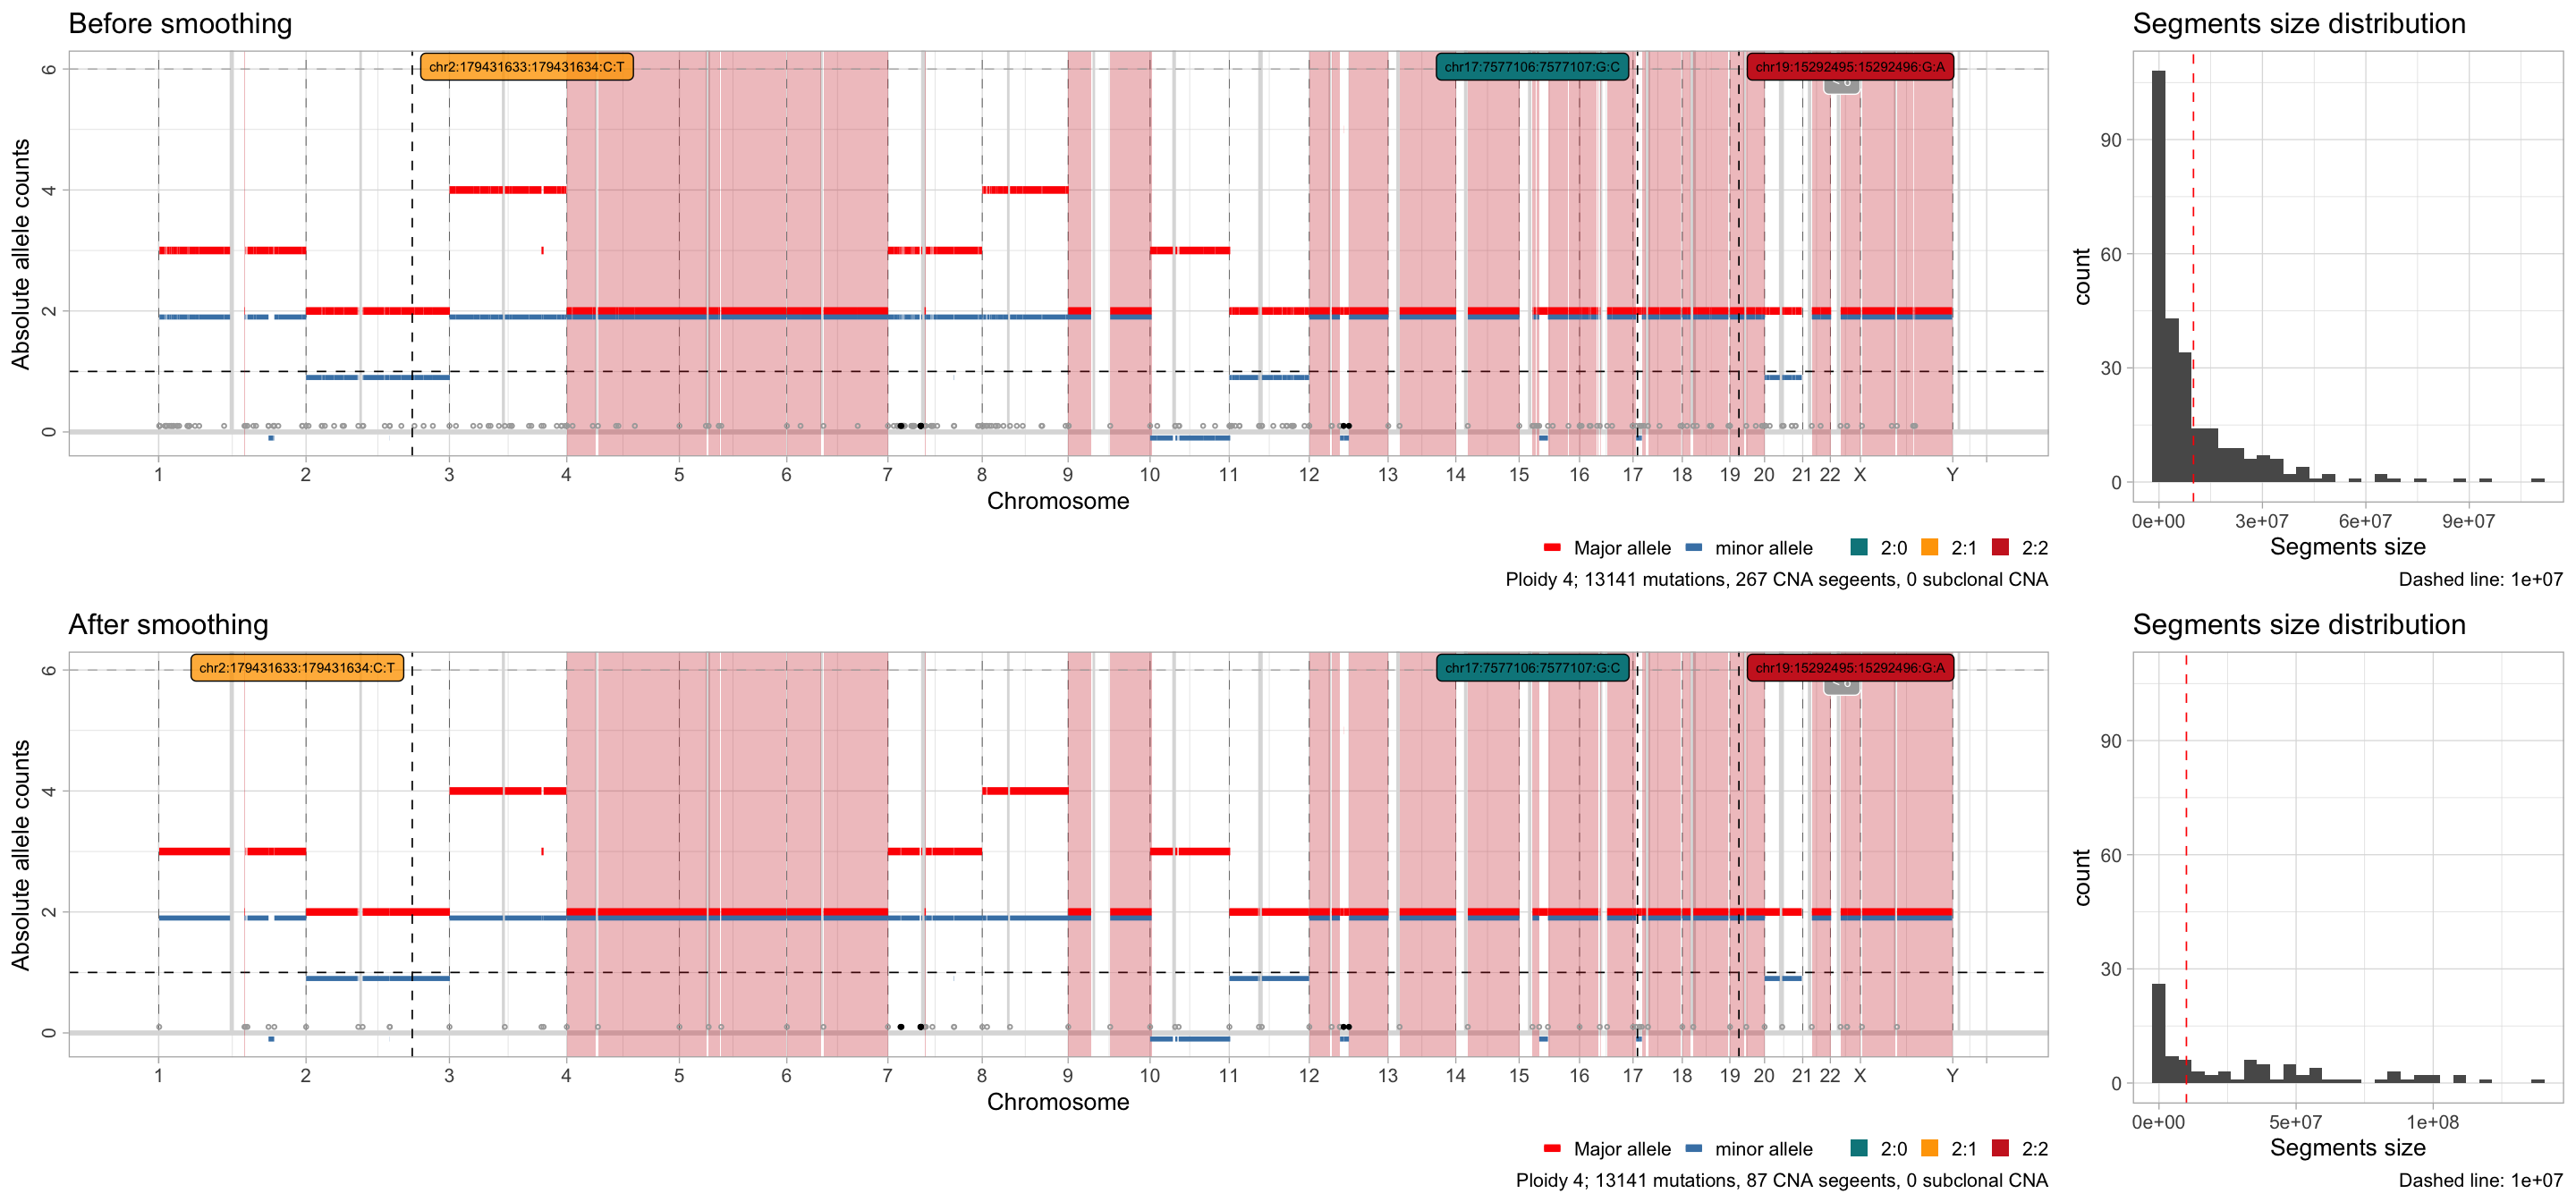 Before smoothing
Segments size distribution
chr2:179431633:179431634:C:T
chr17:7577106:7577107:G:C
chr19:15292495:15292496:G:A
Absolute allele counts
6
4
2
0
1 2 3 4 5 6 7 8 9 10 11 12 13 14 15 16 17 18 19 20 21 22 X Y
Chromosome
Major allele minor allele 2:0 2:1 2:2
Ploidy 4; 13141 mutations, 267 CNA segeents, 0 subclonal CNA
count
90
60
30
0
0e+00 3e+07 6e+07 9e+07
Segments size
Dashed line: 1e+07
After smoothing
Segments size distribution
chr2:179431633:179431634:C:T
chr17:7577106:7577107:G:C
chr19:15292495:15292496:G:A
Absolute allele counts
6
4
2
0
1 2 3 4 5 6 7 8 9 10 11 12 13 14 15 16 17 18 19 20 21 22 X Y
Chromosome
Major allele minor allele 2:0 2:1 2:2
Ploidy 4; 13141 mutations, 87 CNA segeents, 0 subclonal CNA
count
90
60
30
0
0e+00 5e+07 1e+08
Segments size
Dashed line: 1e+07